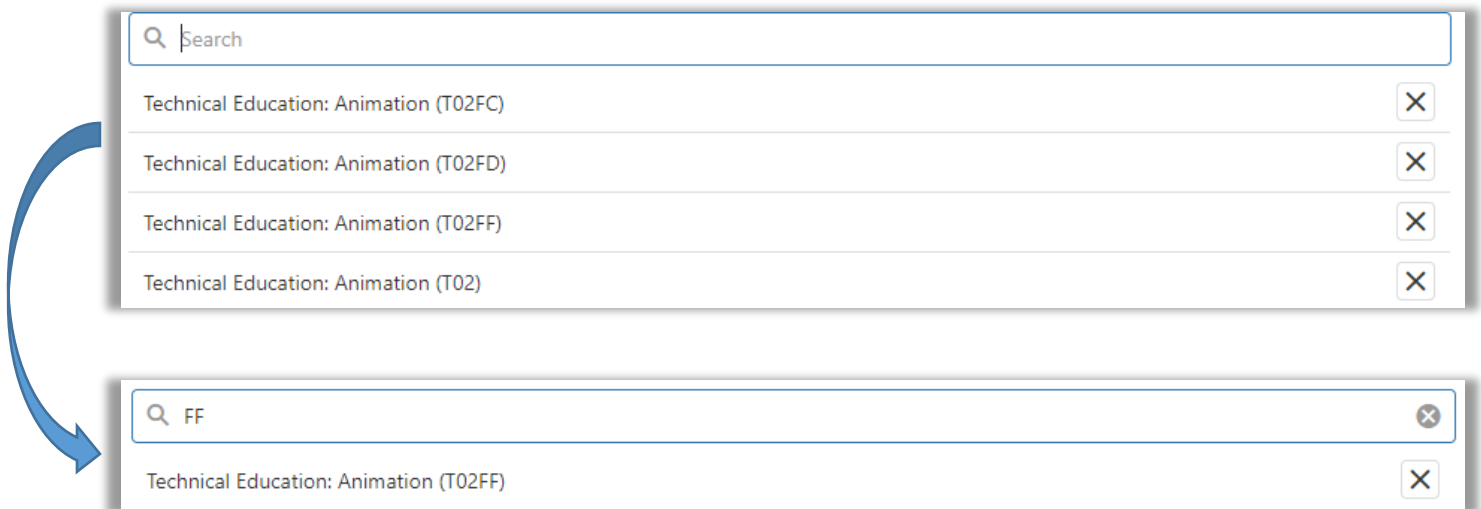 Search
Technical Education: Animation (T02FC)
Technical Education: Animation (T02FD)
Technical Education: Animation (T02FF)
Technical Education: Animation (T02)
FF
Technical Education: Animation (T02FF)